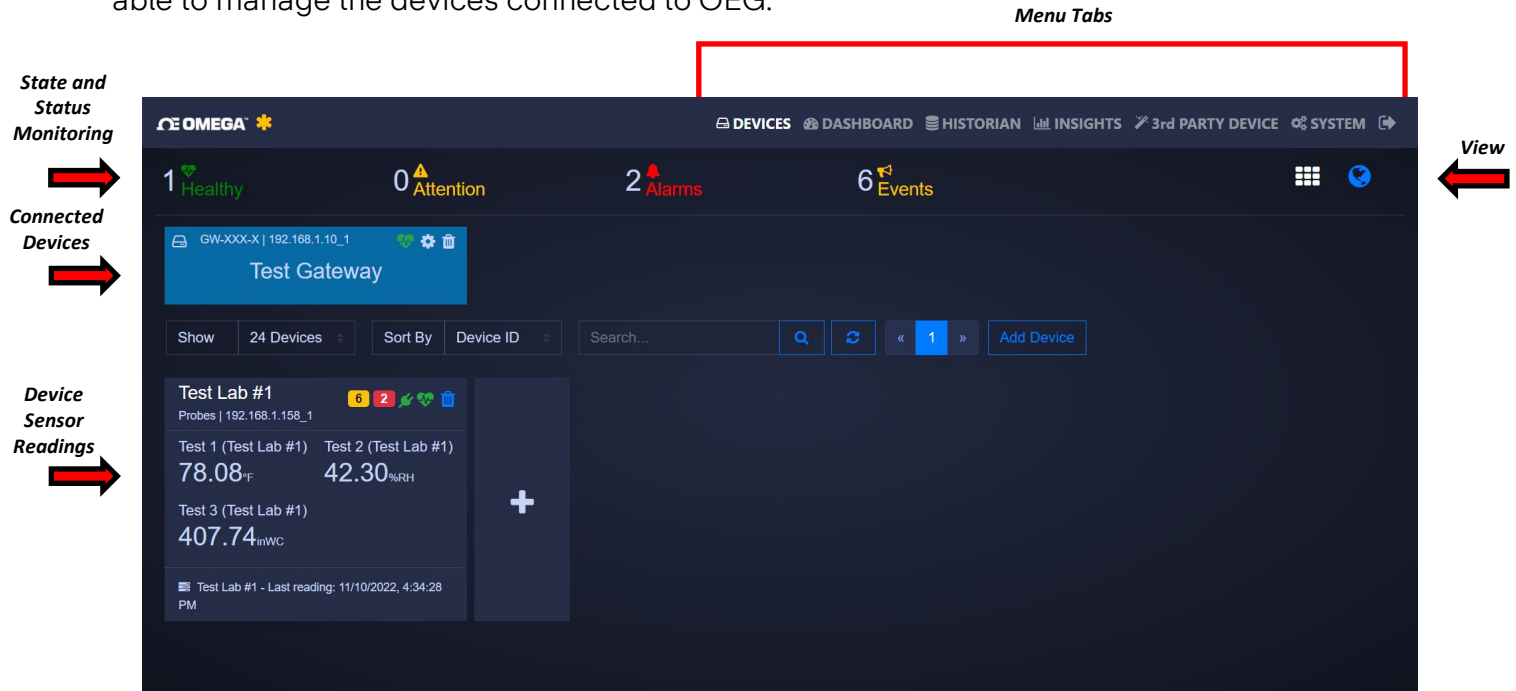 able to manage the devices connected to OEG.
Menu Tabs
State and
Status
Monitoring
ΩE OMEGA™
DEVICES DASHBOARD HISTORIAN INSIGHTS 3rd PARTY DEVICE SYSTEM
View
1 Healthy 0 Attention 2 Alarms 6 Events
Connected
Devices
GW-XXX-X | 192.168.1.10_1
Test Gateway
Show 24 Devices Sort By Device ID Search... « 1 » Add Device
Device
Sensor
Readings
Test Lab #1 6 2
Probes | 192.168.1.158_1
Test 1 (Test Lab #1) Test 2 (Test Lab #1)
78.08°F 42.30%RH
Test 3 (Test Lab #1)
407.74inWC
Test Lab #1 - Last reading: 11/10/2022, 4:34:28
PM